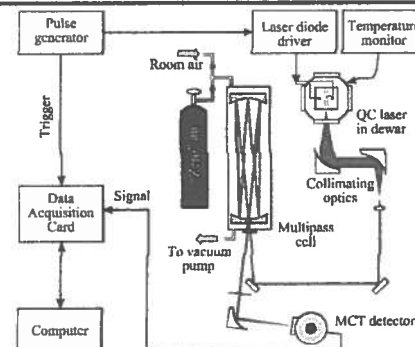 Pulse
generator
Laser diode
driver
Temperature
monitor
Room air
Trigger
QC laser
in dewar
Collimating
optics
Data
Acquisition
Card
Signal
Multipass
cell
To vacuum
pump
Computer
MCT detector